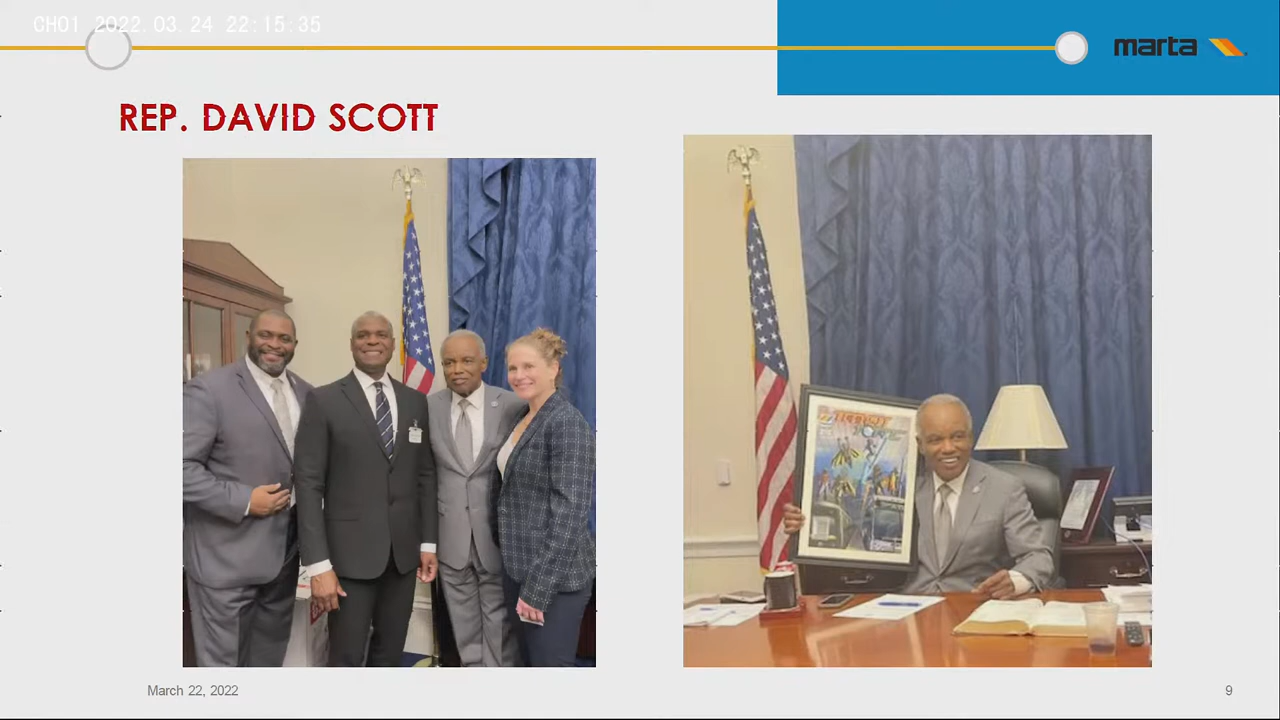 CH01 2022.03.24 22:15:35
marta
REP. DAVID SCOTT
March 22, 2022
9